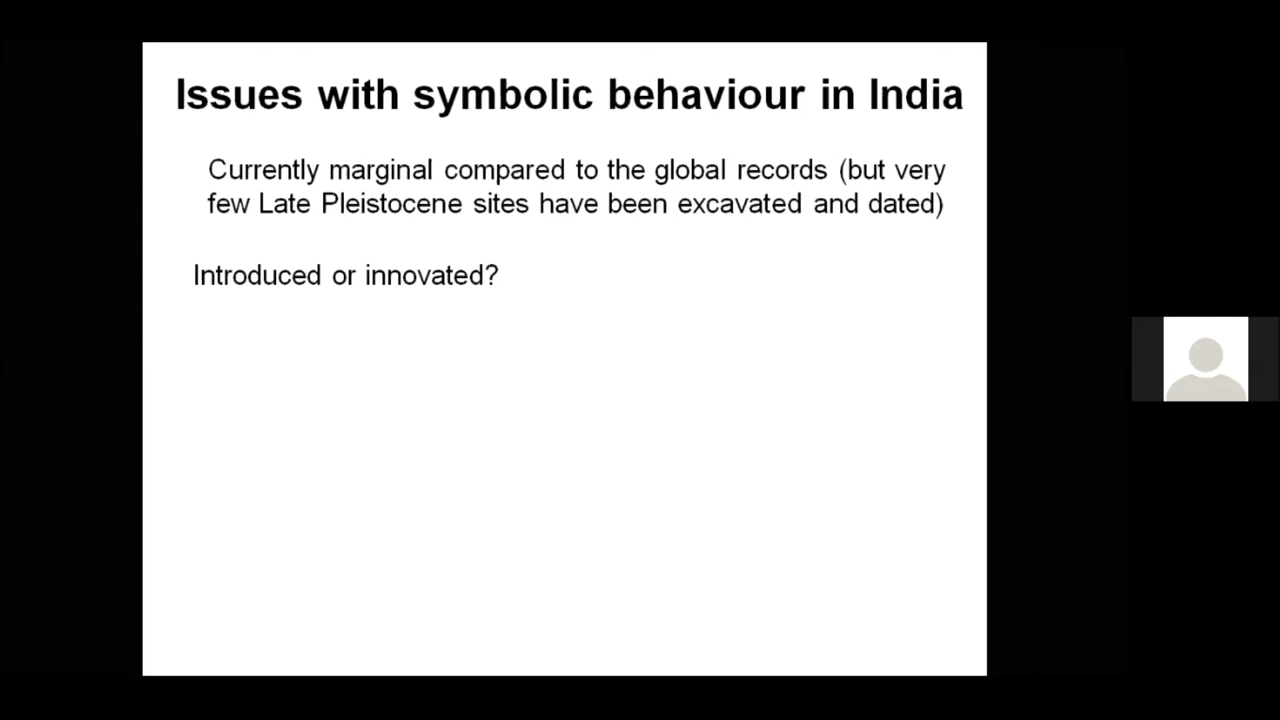 Issues with symbolic behaviour in India
Currently marginal compared to the global records (but very
few Late Pleistocene sites have been excavated and dated)
Introduced or innovated?